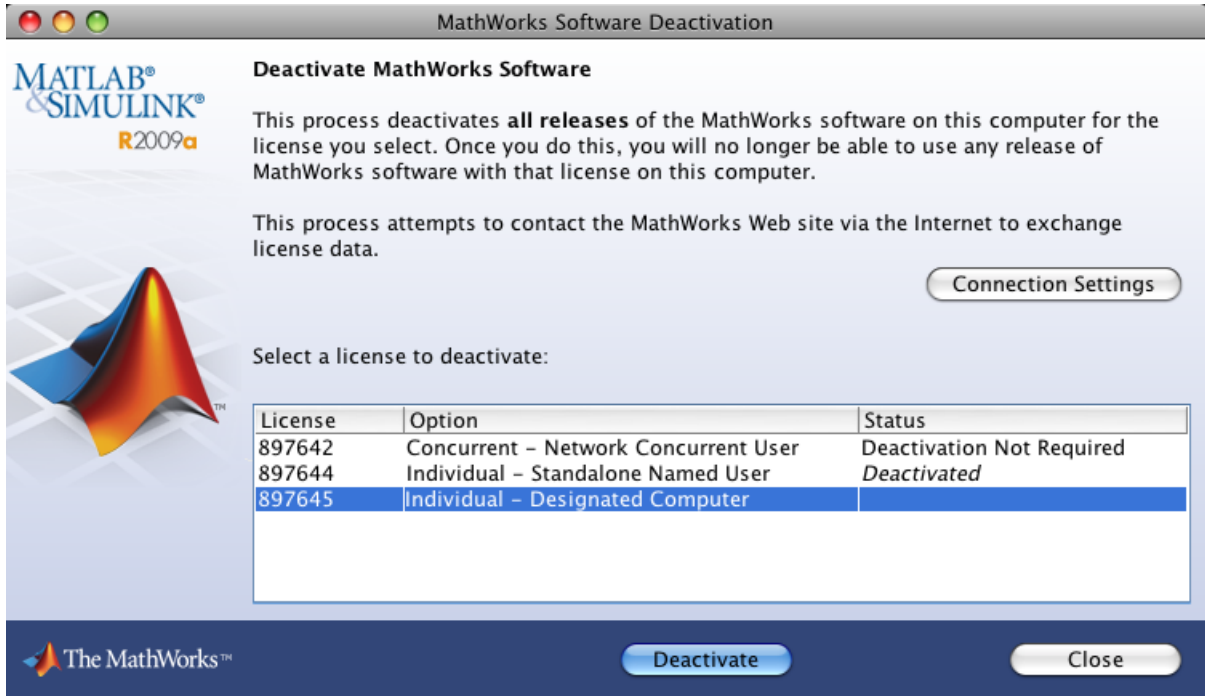 MathWorks Software Deactivation
MATLAB®
&SIMULINK®
R2009a
Deactivate MathWorks Software
This process deactivates all releases of the MathWorks software on this computer for the
license you select. Once you do this, you will no longer be able to use any release of
MathWorks software with that license on this computer.
This process attempts to contact the MathWorks Web site via the Internet to exchange
license data.
Connection Settings
Select a license to deactivate:
TM
License Option Status
897642 Concurrent – Network Concurrent User Deactivation Not Required
897644 Individual – Standalone Named User Deactivated
897645 Individual – Designated Computer
The MathWorks™
Deactivate
Close